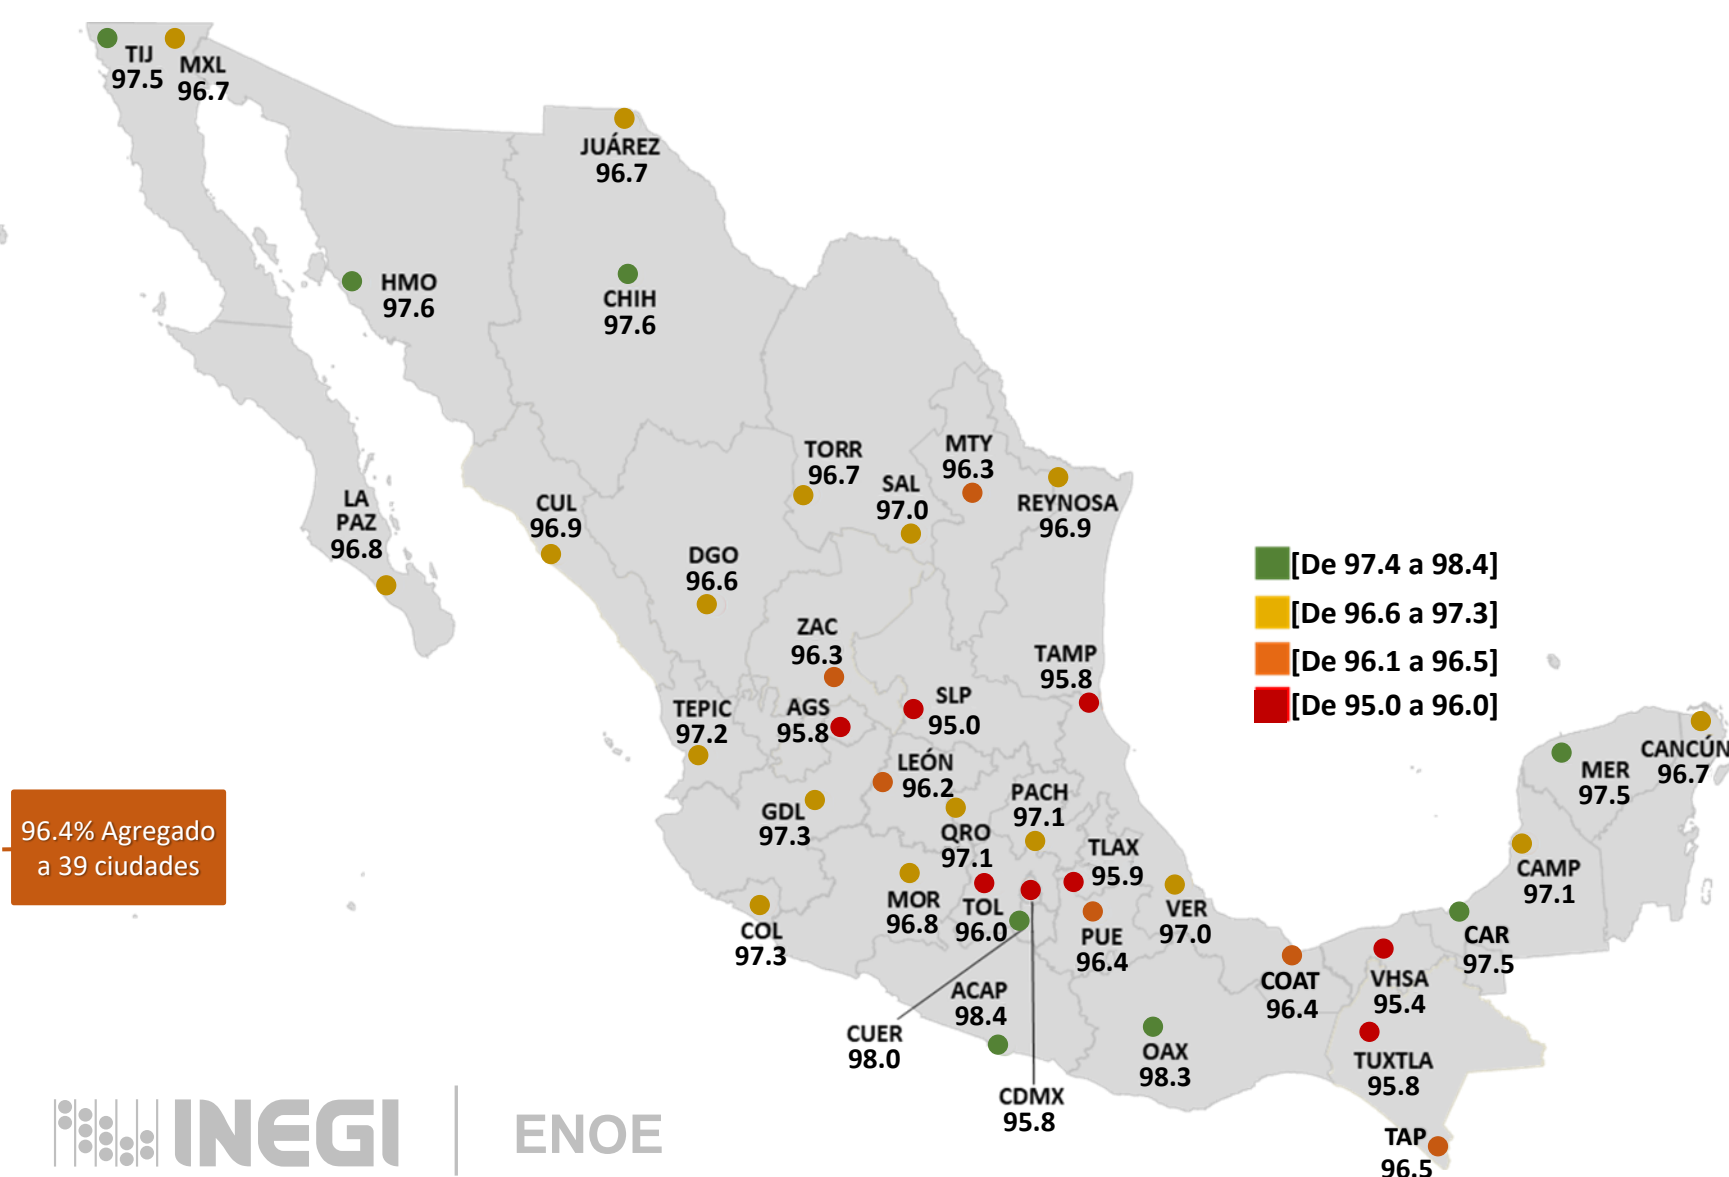 TIJ
97.5
MXL
96.7
JUÁREZ
96.7
HMO
97.6
CHIH
97.6
LA
PAZ
96.8
CUL
96.9
TORR
96.7
SAL
97.0
MTY
96.3
REYNOSA
96.9
DGO
96.6
ZAC
96.3
TAMP
95.8
TEPIC
97.2
AGS
95.8
SLP
95.0
LEÓN
96.2
GDL
97.3
QRO
97.1
PACH
97.1
TLAX
95.9
MOR
96.8
TOL
96.0
COL
97.3
PUE
96.4
VER
97.0
ACAP
98.4
CUER
98.0
CDMX
95.8
OAX
98.3
COAT
96.4
VHSA
95.4
TUXTLA
95.8
TAP
96.5
CAR
97.5
CAMP
97.1
MER
97.5
CANCÚN
96.7
[De 97.4 a 98.4]
[De 96.6 a 97.3]
[De 96.1 a 96.5]
[De 95.0 a 96.0]
96.4% Agregado
a 39 ciudades
INEGI
ENOE